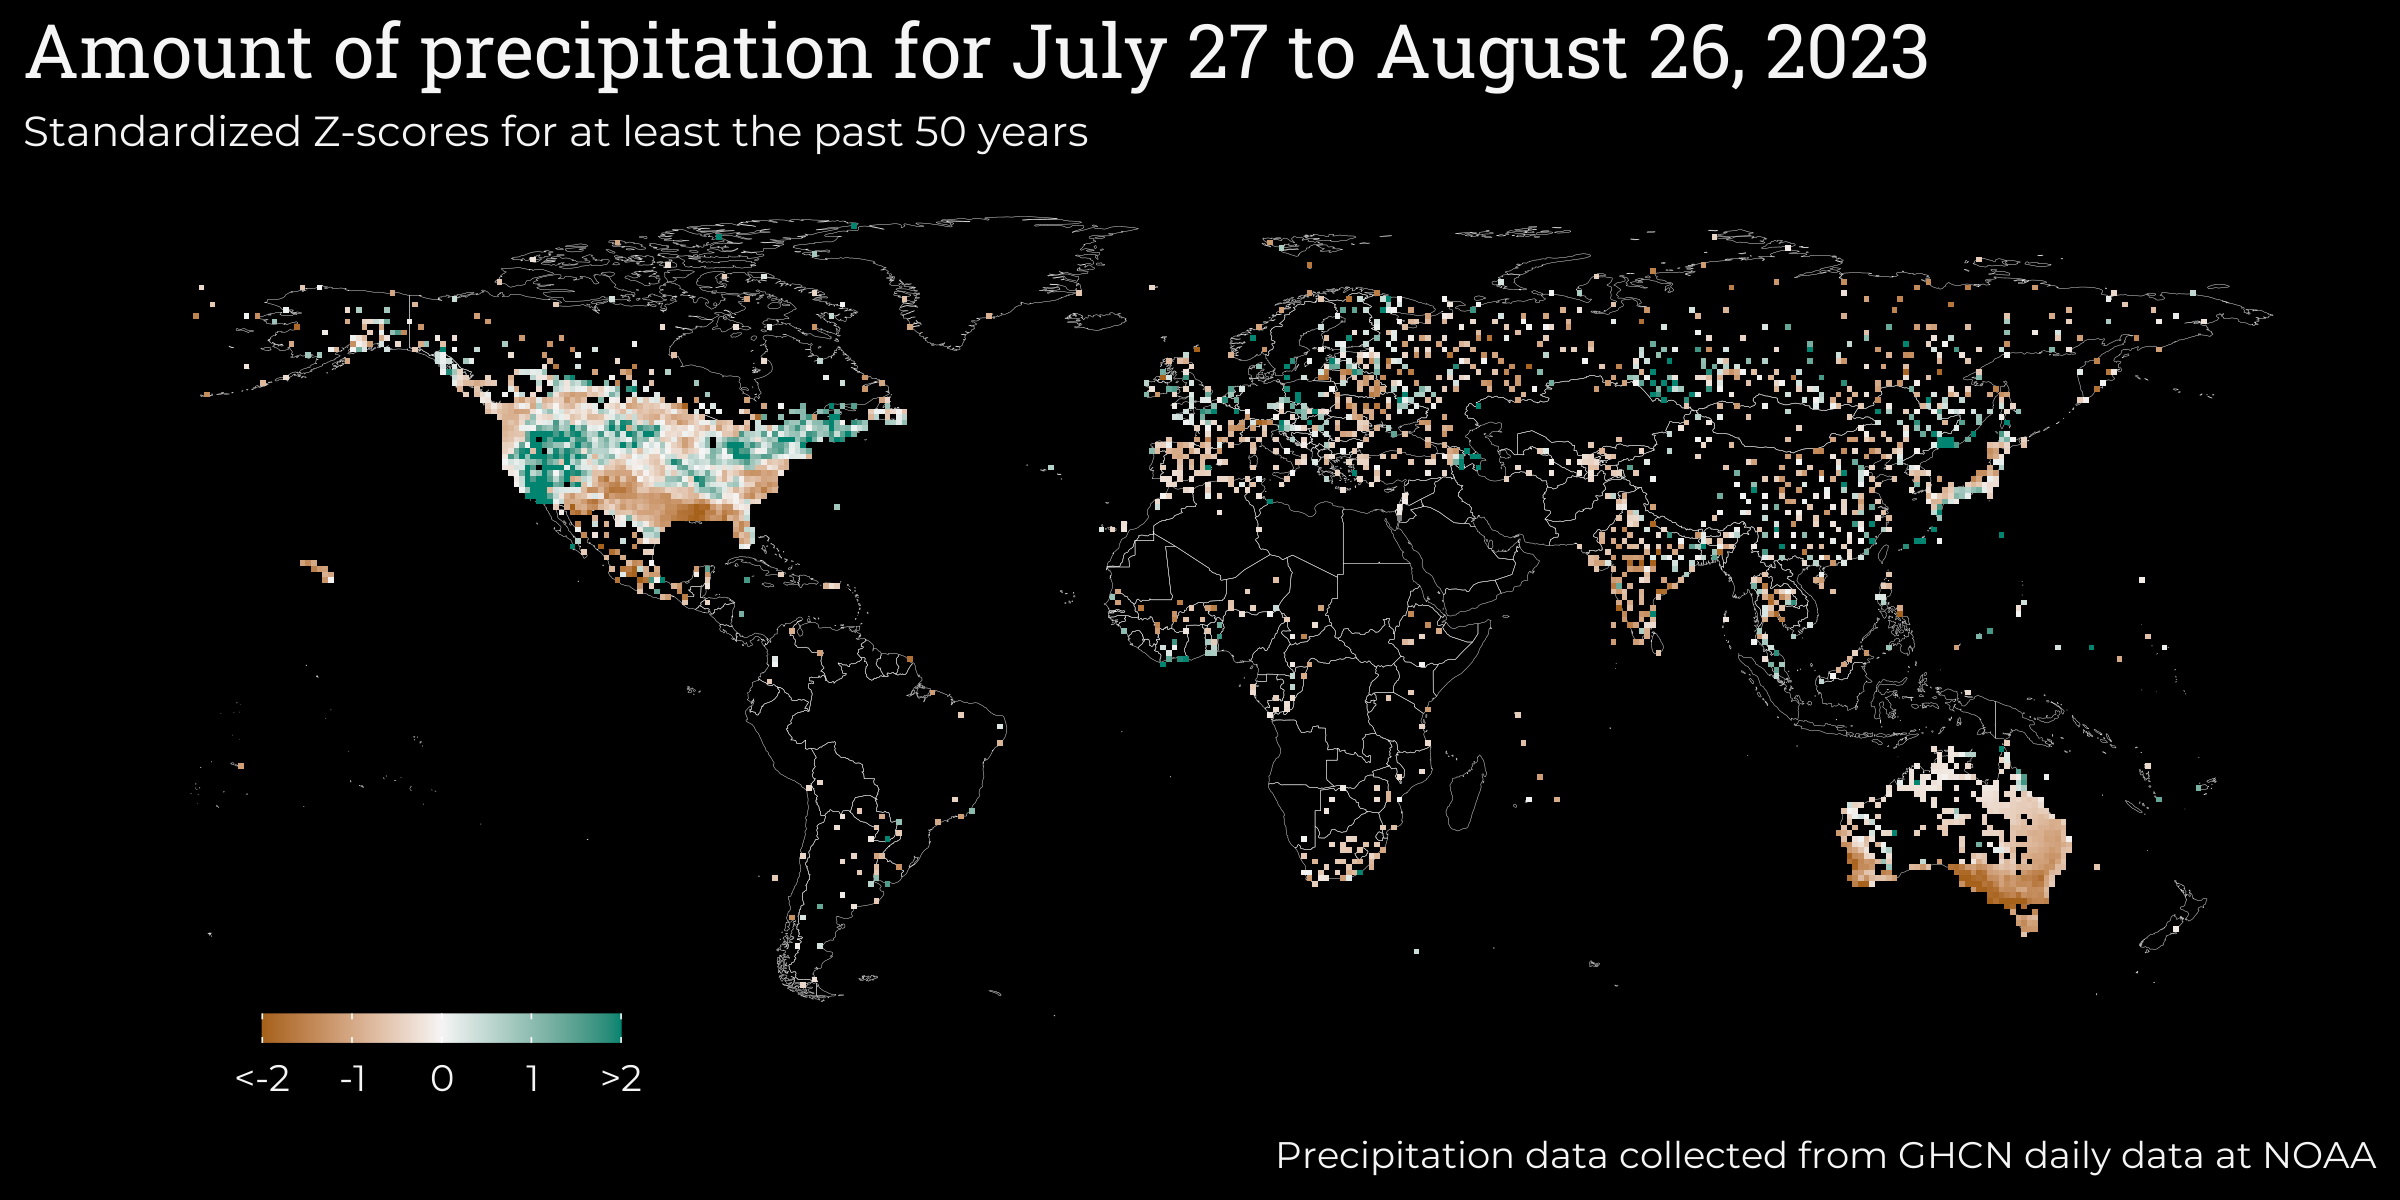 Amount of precipitation for July 27 to August 26, 2023
Standardized Z-scores for at least the past 50 years
<-2 -1 0 1 >2
Precipitation data collected from GHCN daily data at NOAA